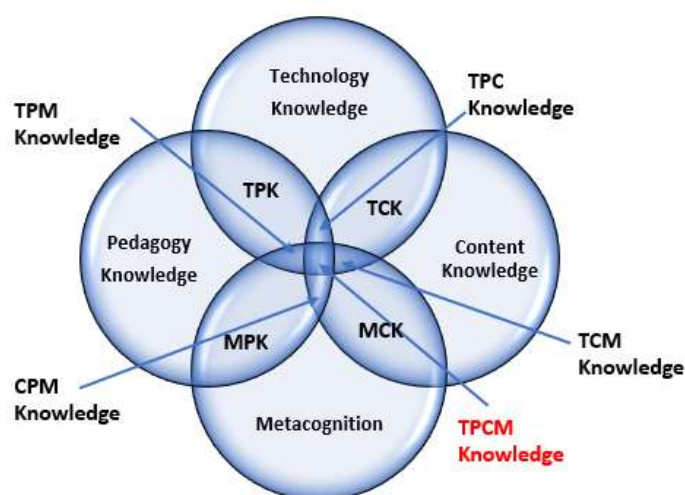 Technology
Knowledge
TPC
Knowledge
TPM
Knowledge
TPK
TCK
Pedagogy
Knowledge
Content
Knowledge
MPK
MCK
TCM
Knowledge
CPM
Knowledge
Metacognition
TPCM
Knowledge